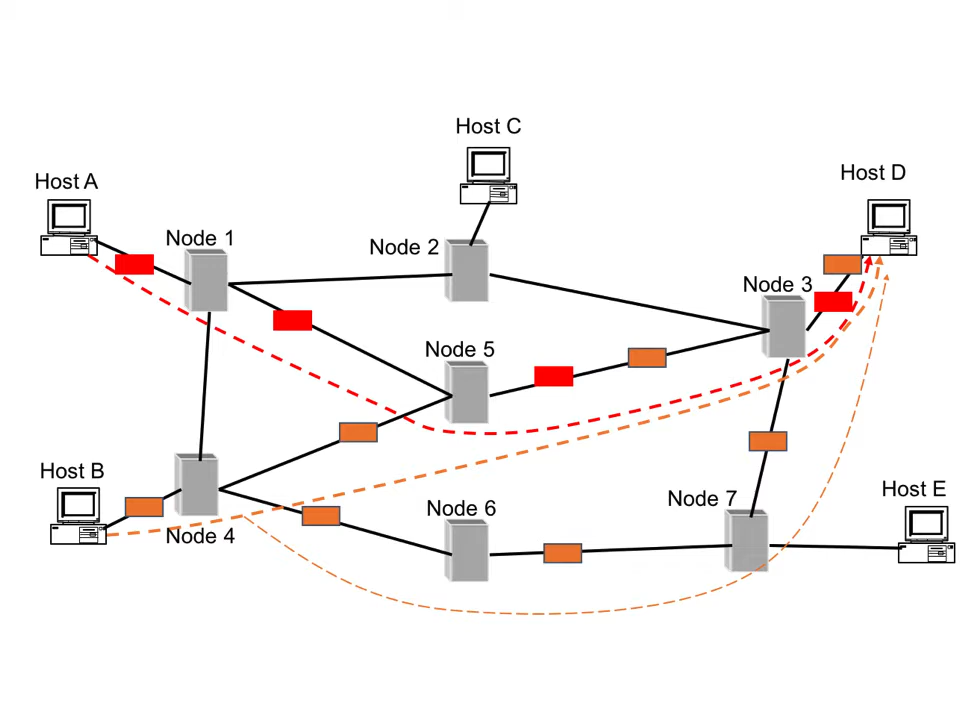 Host C
Host D
Host A
Node 1
Node 2
Node 3
Node 5
Host B
Node 7
Host E
Node 6
Node 4